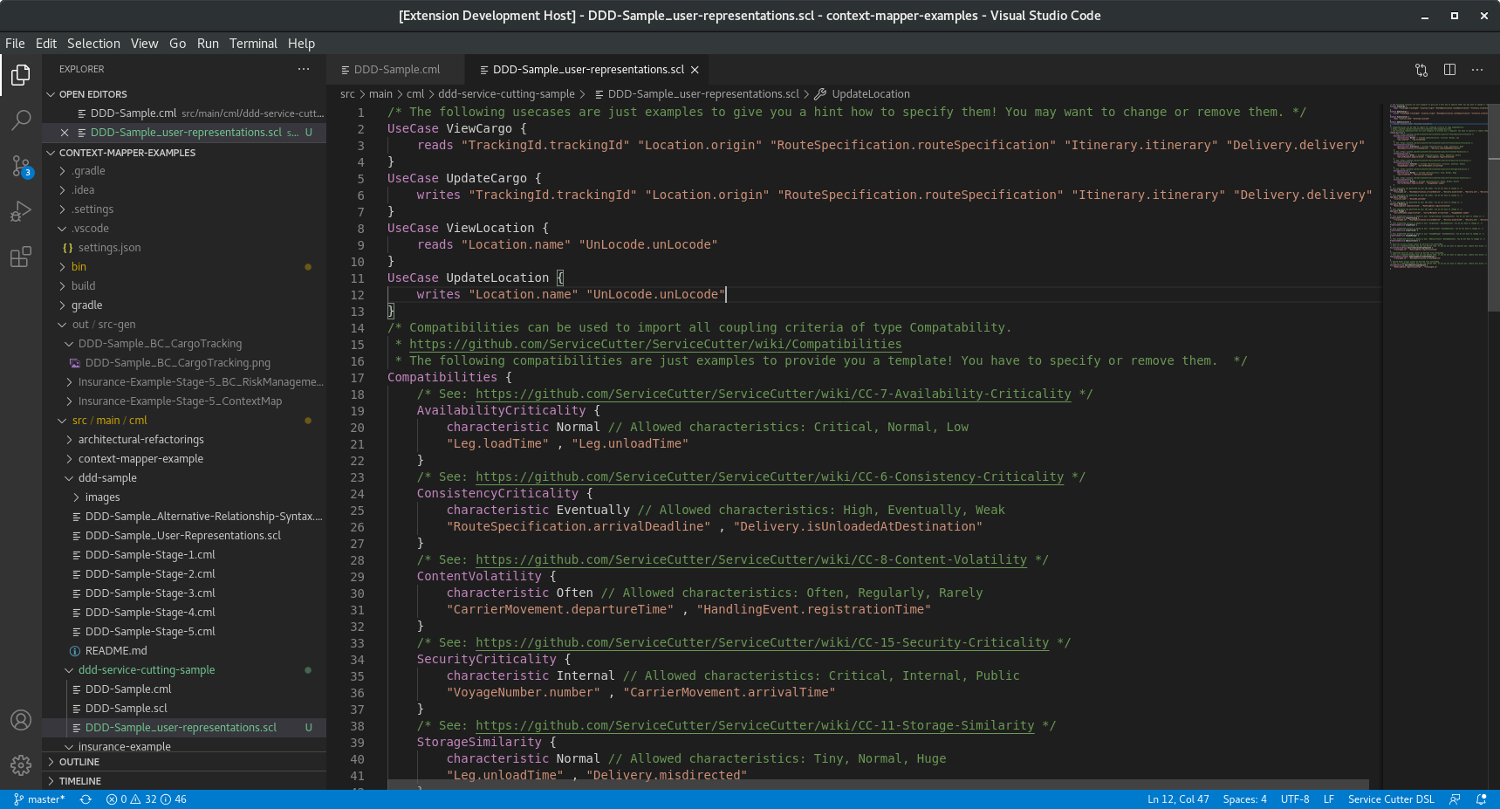 [Extension Development Host] - DDD-Sample_user-representations.scl - context-mapper-examples - Visual Studio Code
File Edit Selection View Go Run Terminal Help
EXPLORER
OPEN EDITORS
DDD-Sample.cml src/main/cml/ddd-service-cutt...
DDD-Sample_user-representations.scl s... U
CONTEXT-MAPPER-EXAMPLES
.gradle
.idea
.settings
.vscode
{} settings.json
bin
build
gradle
out / src-gen
DDD-Sample_BC_CargoTracking
DDD-Sample_BC_CargoTracking.png
Insurance-Example-Stage-5_BC_RiskManageme...
Insurance-Example-Stage-5_ContextMap
src / main / cml
architectural-refactorings
context-mapper-example
ddd-sample
images
DDD-Sample_Alternative-Relationship-Syntax....
DDD-Sample_User-Representations.scl
DDD-Sample-Stage-1.cml
DDD-Sample-Stage-2.cml
DDD-Sample-Stage-3.cml
DDD-Sample-Stage-4.cml
DDD-Sample-Stage-5.cml
README.md
ddd-service-cutting-sample
DDD-Sample.cml
DDD-Sample.scl
DDD-Sample_user-representations.scl U
insurance-example
OUTLINE
TIMELINE
3
DDD-Sample.cml
DDD-Sample_user-representations.scl
src > main > cml > ddd-service-cutting-sample > DDD-Sample_user-representations.scl > UpdateLocation
1 /* The following usecases are just examples to give you a hint how to specify them! You may want to change or remove them. */
2 UseCase ViewCargo {
3 reads "TrackingId.trackingId" "Location.origin" "RouteSpecification.routeSpecification" "Itinerary.itinerary" "Delivery.delivery"
4 }
5 UseCase UpdateCargo {
6 writes "TrackingId.trackingId" "Location.origin" "RouteSpecification.routeSpecification" "Itinerary.itinerary" "Delivery.delivery"
7 }
8 UseCase ViewLocation {
9 reads "Location.name" "UnLocode.unLocode"
10 }
11 UseCase UpdateLocation {
12 writes "Location.name" "UnLocode.unLocode"
13 }
14 /* Compatibilities can be used to import all coupling criteria of type Compatability.
15 * https://github.com/ServiceCutter/ServiceCutter/wiki/Compatibilities
16 * The following compatibilities are just examples to provide you a template! You have to specify or remove them. */
17 Compatibilities {
18 /* See: https://github.com/ServiceCutter/ServiceCutter/wiki/CC-7-Availability-Criticality */
19 AvailabilityCriticality {
20 characteristic Normal // Allowed characteristics: Critical, Normal, Low
21 "Leg.loadTime" , "Leg.unloadTime"
22 }
23 /* See: https://github.com/ServiceCutter/ServiceCutter/wiki/CC-6-Consistency-Criticality */
24 ConsistencyCriticality {
25 characteristic Eventually // Allowed characteristics: High, Eventually, Weak
26 "RouteSpecification.arrivalDeadline" , "Delivery.isUnloadedAtDestination"
27 }
28 /* See: https://github.com/ServiceCutter/ServiceCutter/wiki/CC-8-Content-Volatility */
29 ContentVolatility {
30 characteristic Often // Allowed characteristics: Often, Regularly, Rarely
31 "CarrierMovement.departureTime" , "HandlingEvent.registrationTime"
32 }
33 /* See: https://github.com/ServiceCutter/ServiceCutter/wiki/CC-15-Security-Criticality */
34 SecurityCriticality {
35 characteristic Internal // Allowed characteristics: Critical, Internal, Public
36 "VoyageNumber.number" , "CarrierMovement.arrivalTime"
37 }
38 /* See: https://github.com/ServiceCutter/ServiceCutter/wiki/CC-11-Storage-Similarity */
39 StorageSimilarity {
40 characteristic Normal // Allowed characteristics: Tiny, Normal, Huge
41 "Leg.unloadTime" , "Delivery.misdirected"
master* 0 32 46 Ln 12, Col 47 Spaces: 4 UTF-8 LF Service Cutter DSL